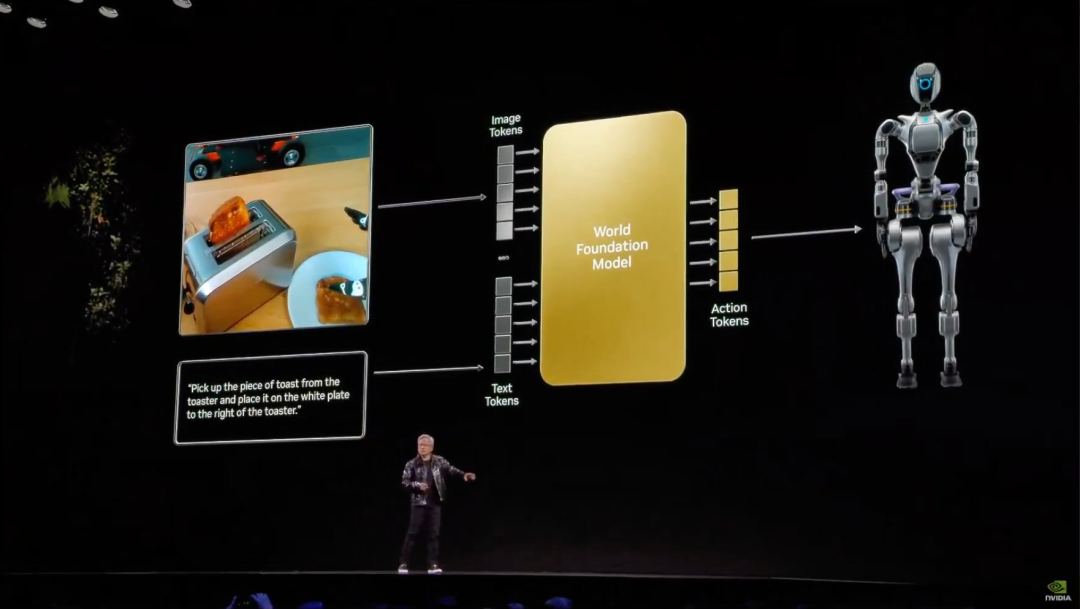 Image
Tokens
World
Foundation
Model
Action
Tokens
"Pick up the piece of toast from the
toaster and place it on the white plate
to the right of the toaster."
Text
Tokens
NVIDIA